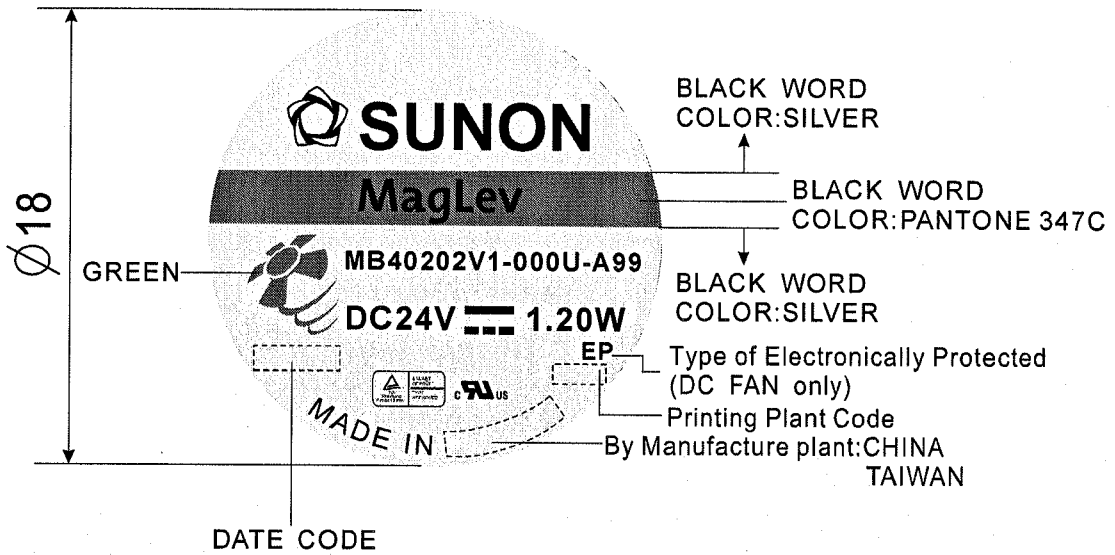 BLACK WORD
COLOR:SILVER
SUNON
MagLev
BLACK WORD
COLOR:PANTONE 347C
Ø18
GREEN
MB40202V1-000U-A99
BLACK WORD
COLOR:SILVER
DC24V 1.20W
EP
Type of Electronically Protected
(DC FAN only)
Printing Plant Code
c RU US
MADE IN
By Manufacture plant:CHINA
TAIWAN
DATE CODE